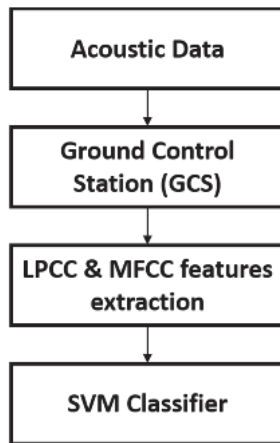 Acoustic Data
Ground Control
Station (GCS)
LPCC & MFCC features
extraction
SVM Classifier